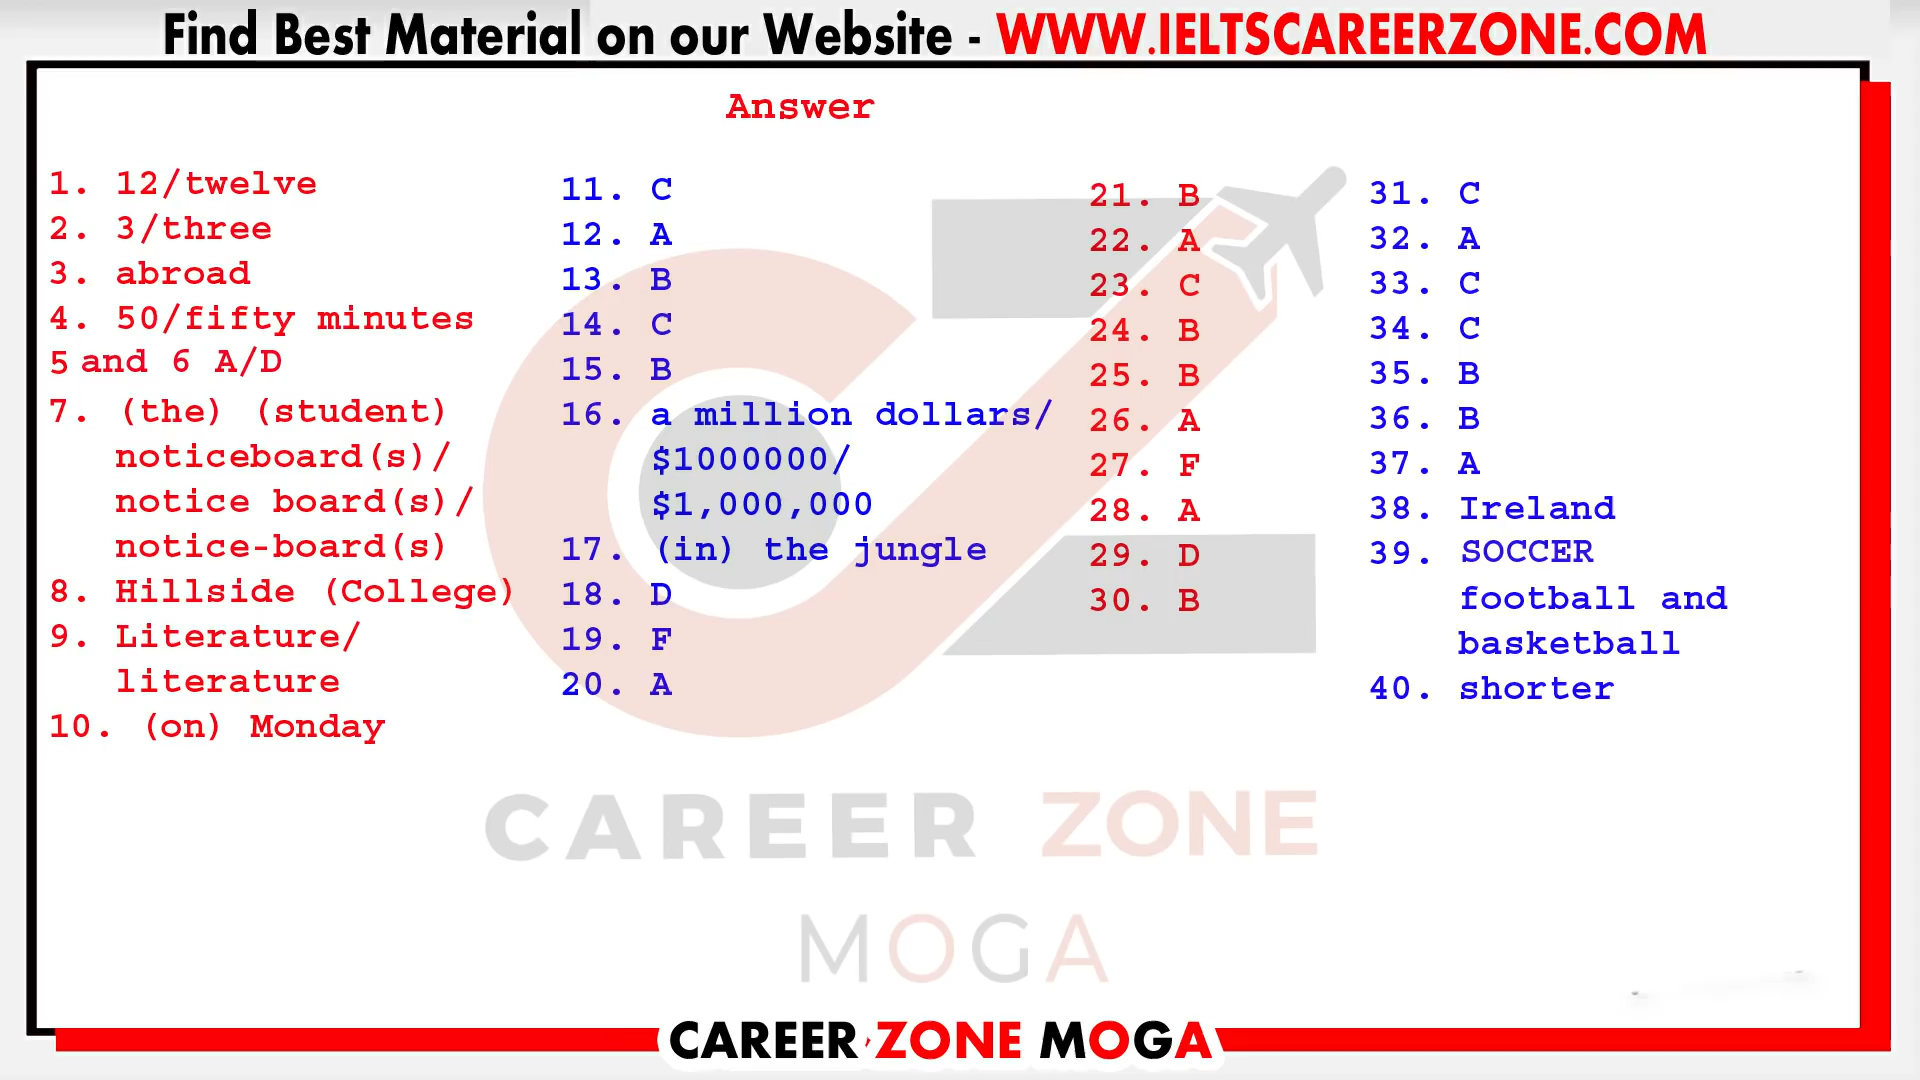 Find Best Material on our Website - WWW.IELTSCAREERZONE.COM
Answer
1. 12/twelve
2. 3/three
3. abroad
4. 50/fifty minutes
5 and 6 A/D
7. (the) (student)
noticeboard(s)/
notice board(s)/
notice-board(s)
8. Hillside (College)
9. Literature/
literature
10. (on) Monday
11. C
12. A
13. B
14. C
15. B
16. a million dollars/
$1000000/
$1,000,000
17. (in) the jungle
18. D
19. F
20. A
21. B
22. A
23. C
24. B
25. B
26. A
27. F
28. A
29. D
30. B
31. C
32. A
33. C
34. C
35. B
36. B
37. A
38. Ireland
39. SOCCER
football and
basketball
40. shorter
CAREER ZONE
MOGA
CAREER ZONE MOGA